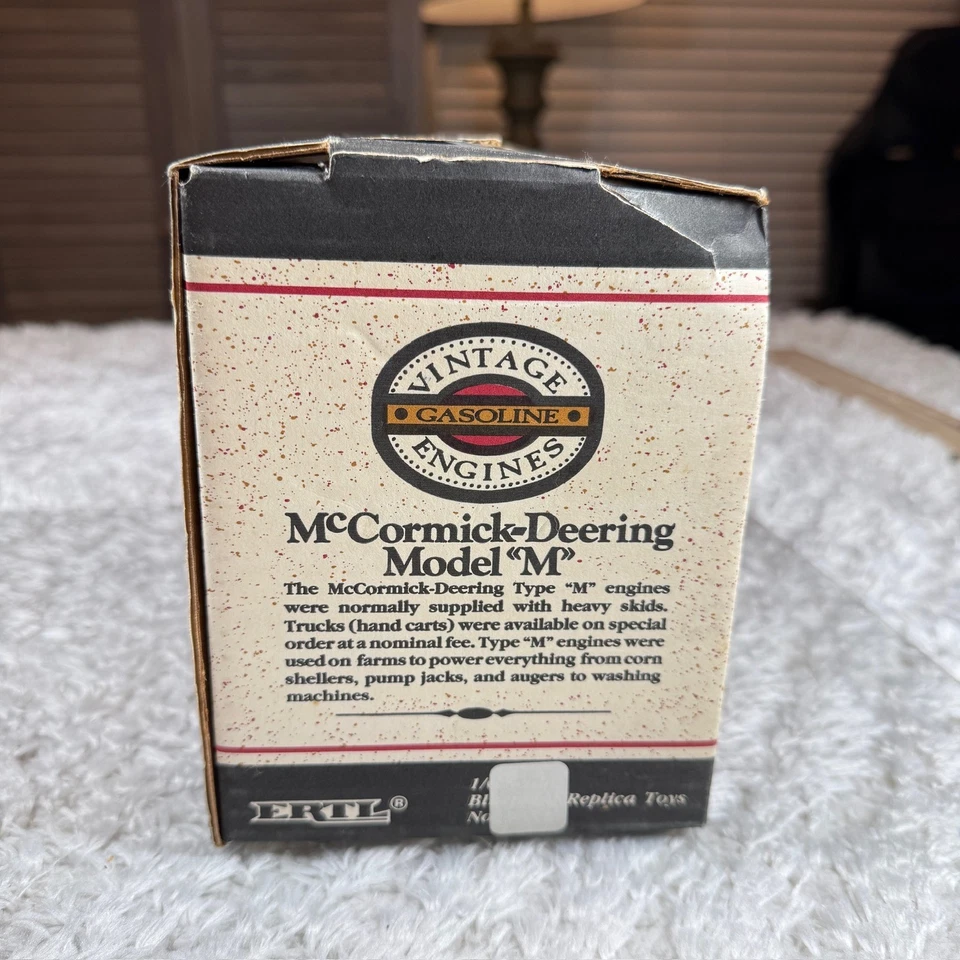 VINTAGE
GASOLINE
ENGINES
McCormick-Deering
Model “M”
The McCormick-Deering Type “M” engines
were normally supplied with heavy skids.
Trucks (hand carts) were available on special
order at a nominal fee. Type “M” engines were
used on farms to power everything from corn
shellers, pump jacks, and augers to washing
machines.
ERTL®
Replica Toys